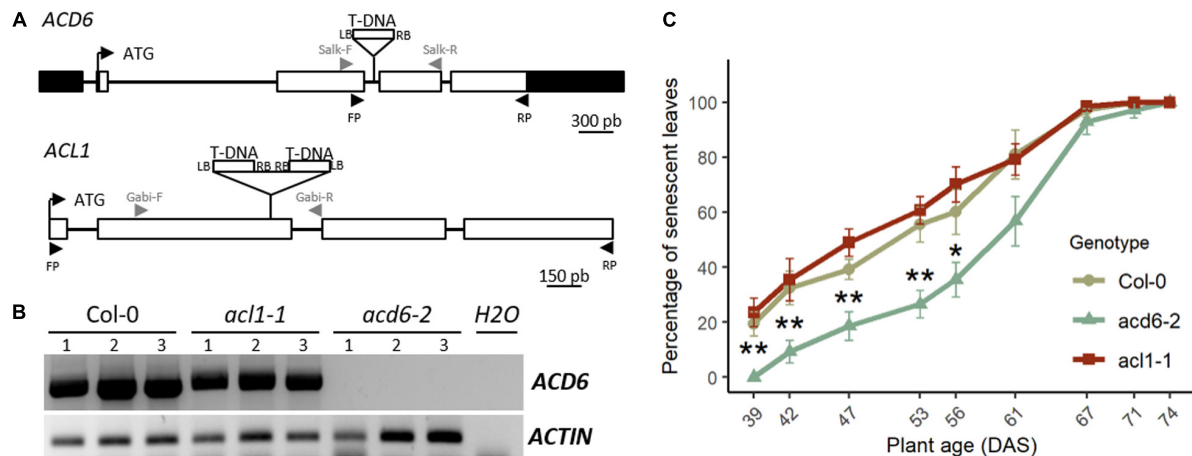 A
ACD6
T-DNA
LB
RB
Salk-F
Salk-R
ATG
FP
RP
300 pb
ACL1
T-DNA
T-DNA
LB
RB RB
LB
Gabi-F
Gabi-R
ATG
FP
RP
150 pb
B
Col-0 acl1-1 acd6-2 H2O
1 2 3 1 2 3 1 2 3
ACD6
ACTIN
C
Percentage of senescent leaves
100
80
60
40
20
0
**
**
**
**
*
Genotype
Col-0
acd6-2
acl1-1
39 42 47 53 56 61 67 71 74
Plant age (DAS)